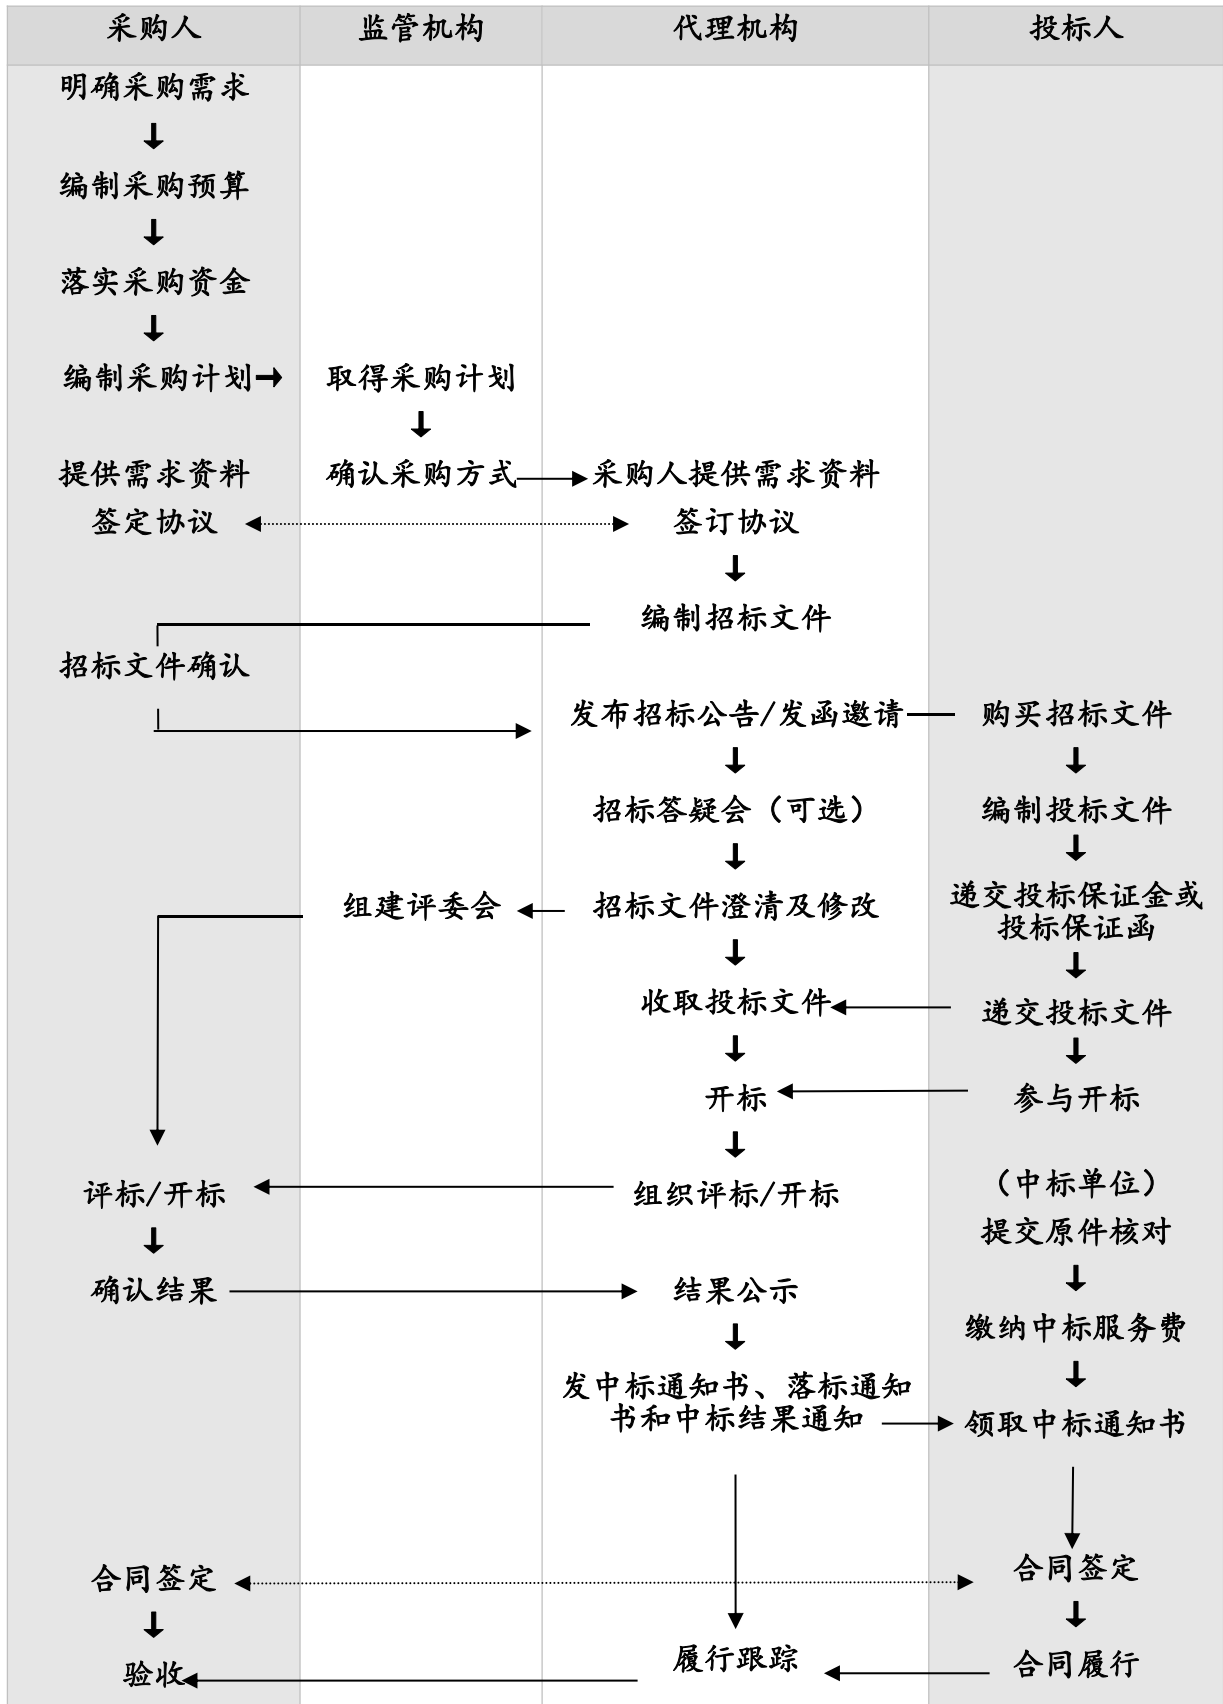 采购人 监管机构 代理机构 投标人
明确采购需求
编制采购预算
落实采购资金
编制采购计划 取得采购计划
提供需求资料 确认采购方式 采购人提供需求资料
签定协议 签订协议
编制招标文件
招标文件确认
发布招标公告/发函邀请 购买招标文件
招标答疑会（可选） 编制投标文件
组建评委会 招标文件澄清及修改 递交投标保证金或
投标保证函
收取投标文件 递交投标文件
开标 参与开标
（中标单位）
评标/开标 组织评标/开标
提交原件核对
确认结果 结果公示
缴纳中标服务费
发中标通知书、落标通知
书和中标结果通知 领取中标通知书
合同签定 合同签定
验收 履行跟踪 合同履行